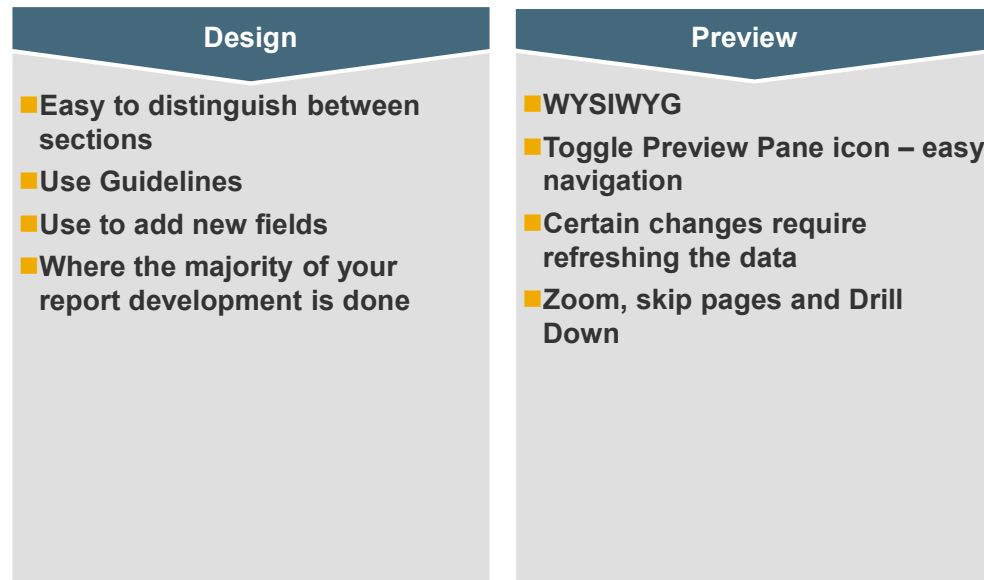 Design
Easy to distinguish between
sections
Use Guidelines
Use to add new fields
Where the majority of your
report development is done
Preview
WYSIWYG
Toggle Preview Pane icon – easy
navigation
Certain changes require
refreshing the data
Zoom, skip pages and Drill
Down